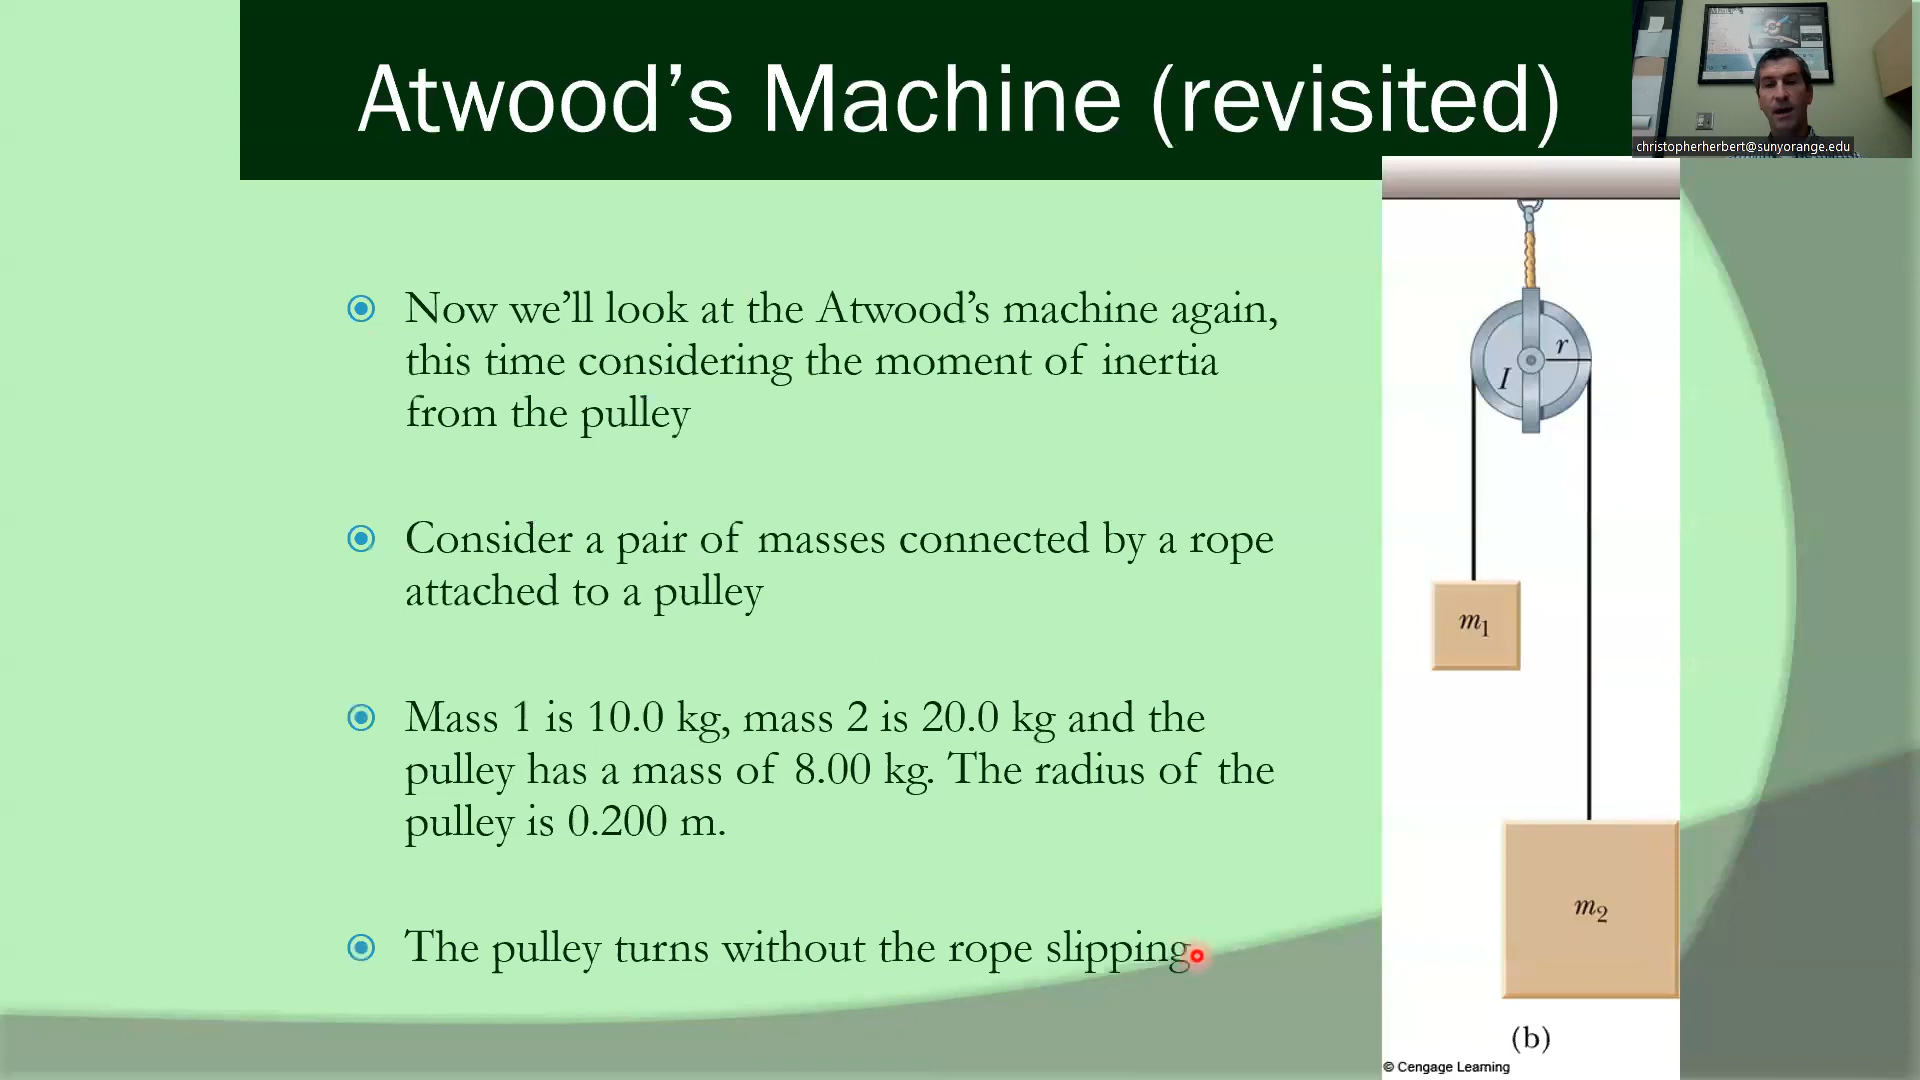 Atwood’s Machine (revisited)
christopherherbert@sunyorange.edu
Now we’ll look at the Atwood’s machine again,
this time considering the moment of inertia
from the pulley
Consider a pair of masses connected by a rope
attached to a pulley
Mass 1 is 10.0 kg, mass 2 is 20.0 kg and the
pulley has a mass of 8.00 kg. The radius of the
pulley is 0.200 m.
The pulley turns without the rope slipping
r
I
m₁
m₂
(b)
© Cengage Learning